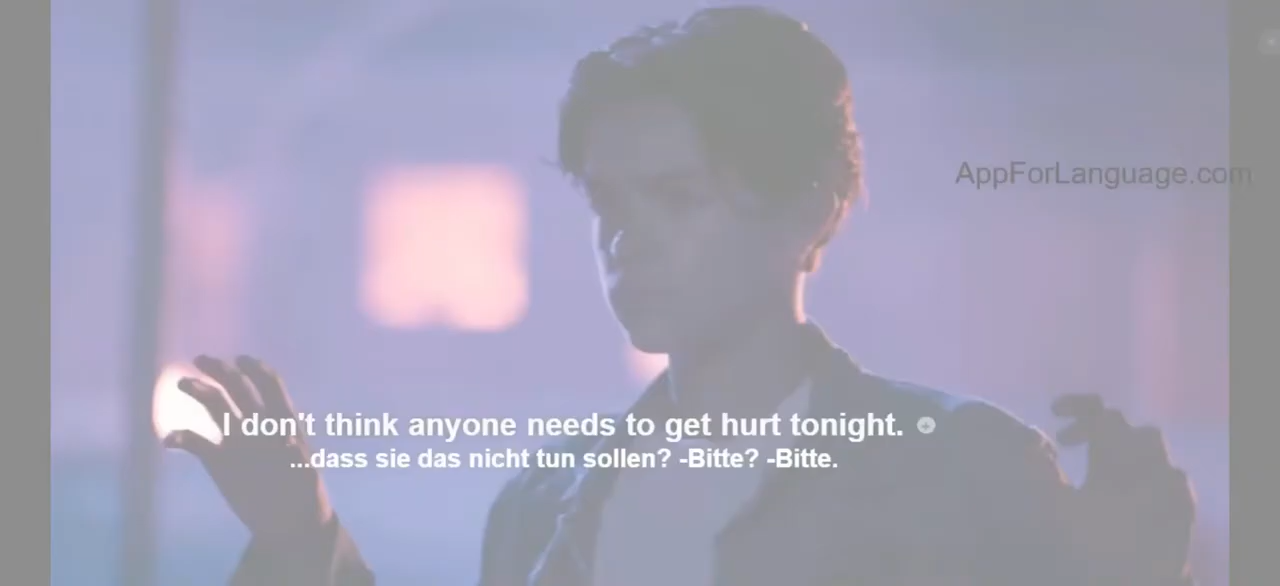 AppForLanguage.com
I don't think anyone needs to get hurt tonight.
...dass sie das nicht tun sollen? -Bitte? -Bitte.